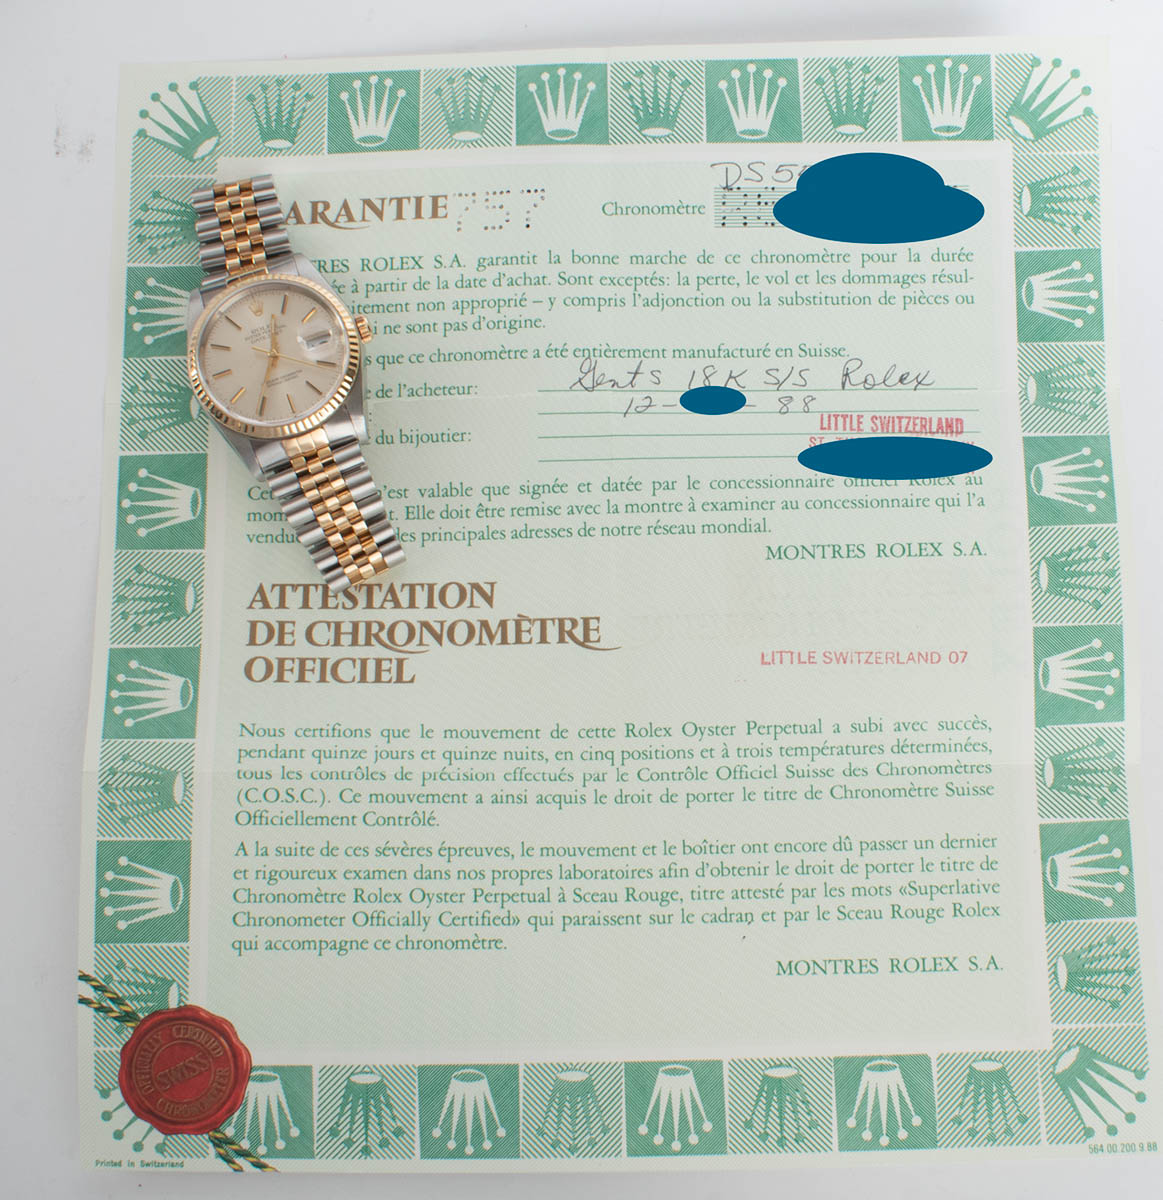 ARANTIE 757
DS5
Chronomètre
RES ROLEX S.A. garantit la bonne marche de ce chronomètre pour la durée
e à partir de la date d'achat. Sont exceptés: la perte, le vol et les dommages résul-
itement non approprié – y compris l'adjonction ou la substitution de pièces ou
i ne sont pas d'origine.
s que ce chronomètre a été entièrement manufacturé en Suisse.
e de l'acheteur: Gents 18K S/S Rolex
: 12- - 88
du bijoutier: LITTLE SWITZERLAND
ST.
'est valable que signée et datée par le concessionnaire officiel Rolex au
mom t. Elle doit être remise avec la montre à examiner au concessionnaire qui l'a
vendu des principales adresses de notre réseau mondial.
MONTRES ROLEX S.A.
ATTESTATION
DE CHRONOMÈTRE
OFFICIEL
LITTLE SWITZERLAND 07
Nous certifions que le mouvement de cette Rolex Oyster Perpetual a subi avec succès,
pendant quinze jours et quinze nuits, en cinq positions et à trois températures déterminées,
tous les contrôles de précision effectués par le Contrôle Officiel Suisse des Chronomètres
(C.O.S.C.). Ce mouvement a ainsi acquis le droit de porter le titre de Chronomètre Suisse
Officiellement Contrôlé.
A la suite de ces sévères épreuves, le mouvement et le boîtier ont encore dû passer un dernier
et rigoureux examen dans nos propres laboratoires afin d'obtenir le droit de porter le titre de
Chronomètre Rolex Oyster Perpetual à Sceau Rouge, titre attesté par les mots «Superlative
Chronometer Officially Certified» qui paraissent sur le cadran et par le Sceau Rouge Rolex
qui accompagne ce chronomètre.
MONTRES ROLEX S.A.
OFFICIALLY CERTIFIED
SWISS
CHRONOMETER
Printed in Switzerland
564 00.200 9.88